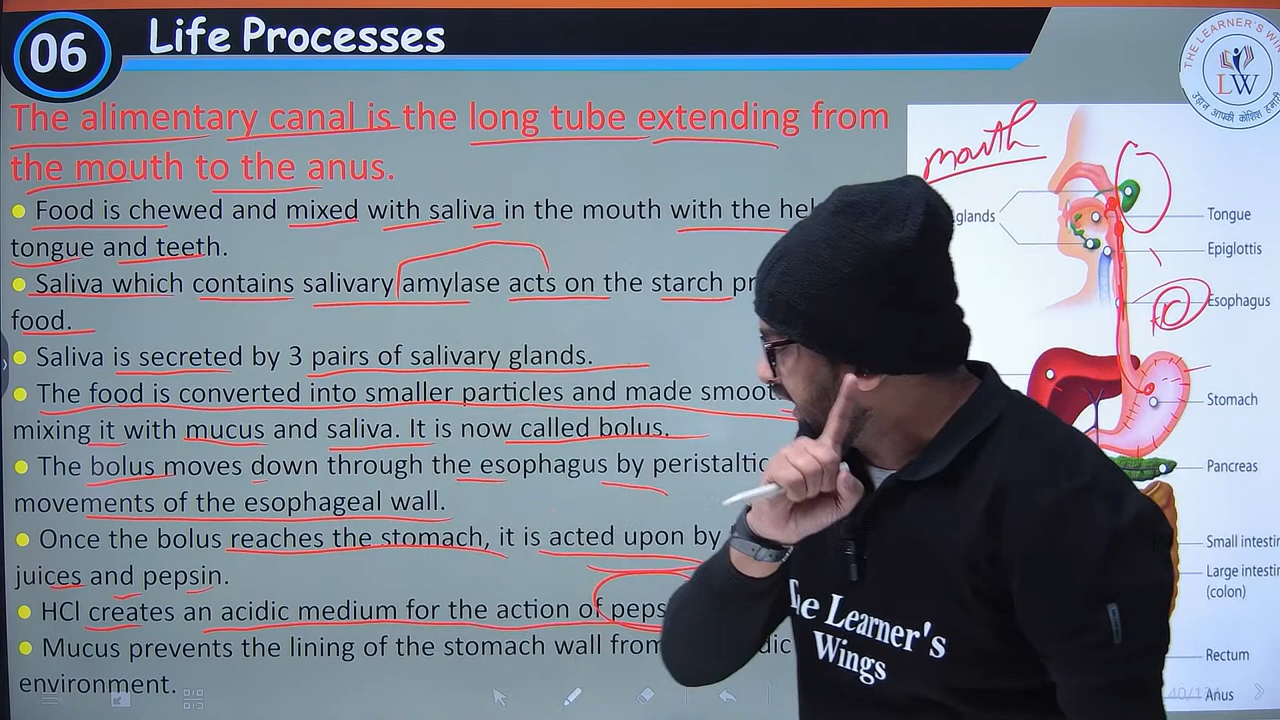 06
Life Processes
THE LEARNER'S
LW
उड़ान आपकी कोशिश हमारी
The alimentary canal is the long tube extending from
the mouth to the anus.
Food is chewed and mixed with saliva in the mouth with the
tongue and teeth.
Saliva which contains salivary amylase acts on the starch
food.
Saliva is secreted by 3 pairs of salivary glands.
The food is converted into smaller particles and made
mixing it with mucus and saliva. It is now called bolus.
The bolus moves down through the esophagus by peristaltic
movements of the esophageal wall.
Once the bolus reaches the stomach, it is acted upon by
juices and pepsin.
HCl creates an acidic medium for the action of
Mucus prevents the lining of the stomach wall from
environment.
mouth
glands
Tongue
Epiglottis
Esophagus
Stomach
Pancreas
Small
Large
(colon)
Rectum
Anus
The Learner's
Wings